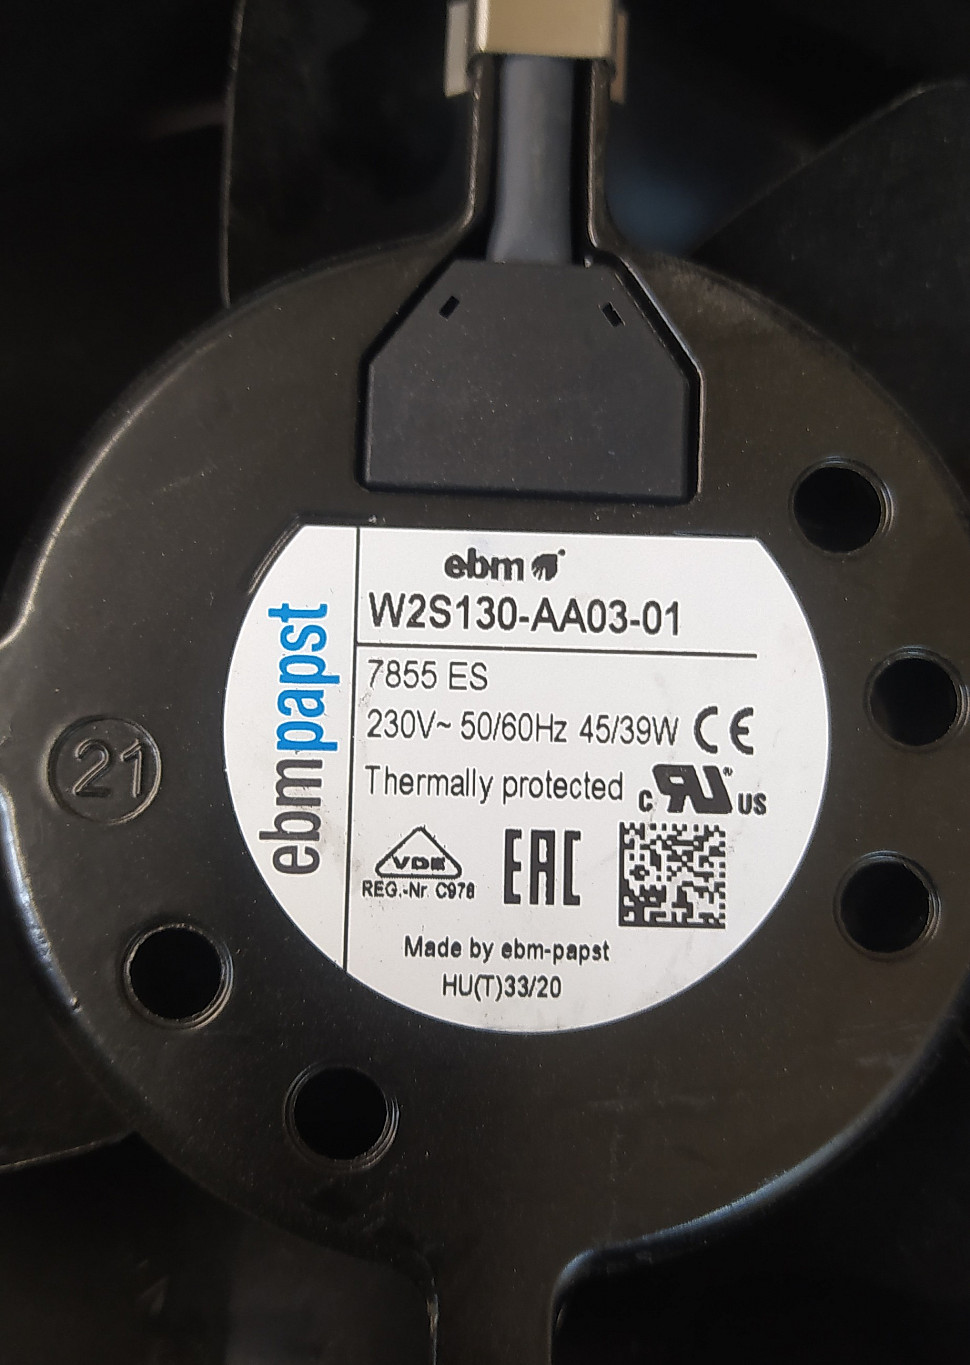 ebm
W2S130-AA03-01
7855 ES
230V~ 50/60Hz 45/39W CE
Thermally protected c RU US
VDE
REG.-Nr. C978
EAC
Made by ebm-papst
HU(T)33/20
ebmpapst
21